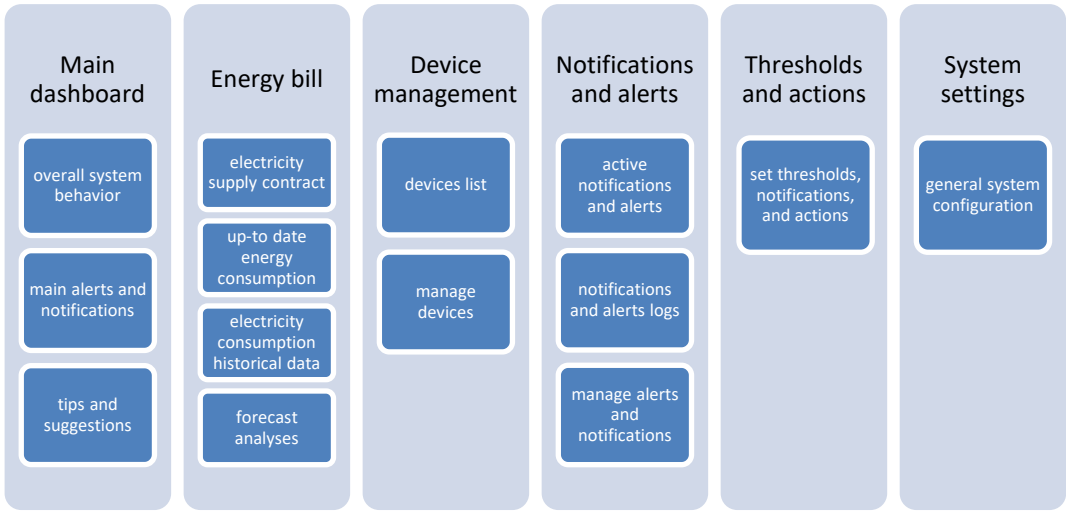 Main
dashboard
overall system
behavior
main alerts and
notifications
tips and
suggestions
Energy bill
electricity
supply contract
up-to date
energy
consumption
electricity
consumption
historical data
forecast
analyses
Device
management
devices list
manage
devices
Notifications
and alerts
active
notifications
and alerts
notifications
and alerts logs
manage alerts
and
notifications
Thresholds
and actions
set thresholds,
notifications,
and actions
System
settings
general system
configuration